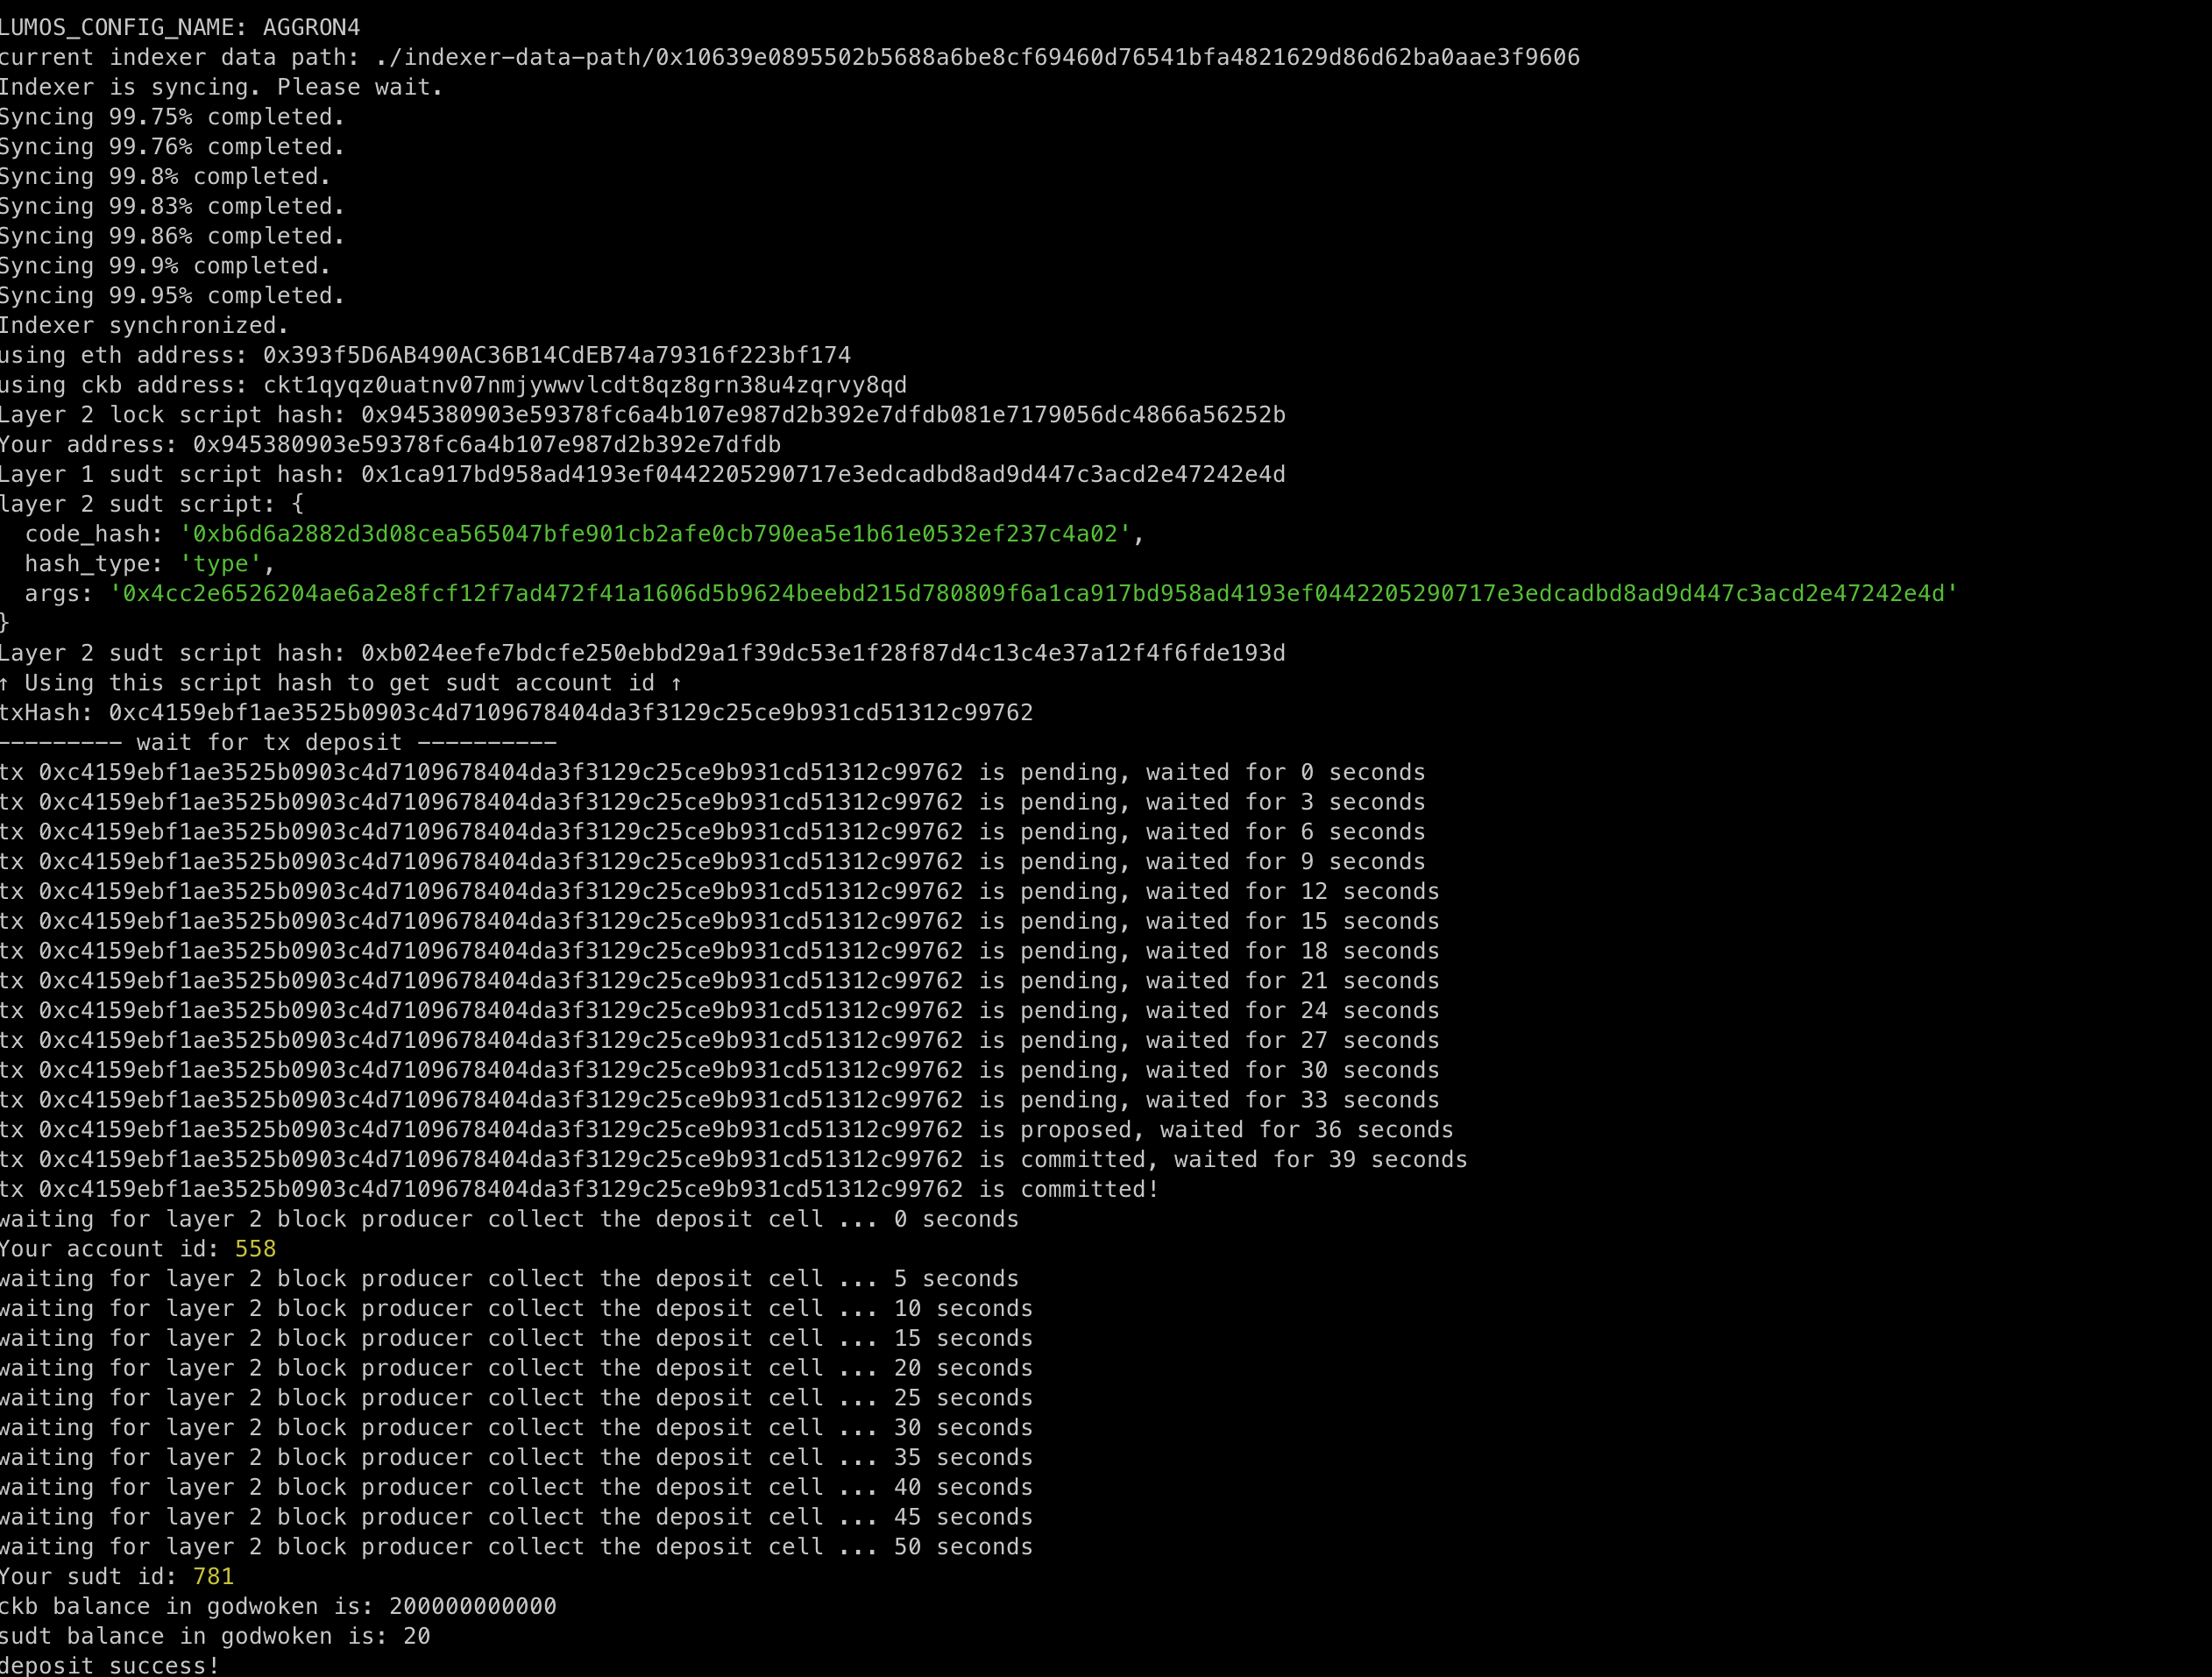 LUMOS_CONFIG_NAME: AGGRON4
current indexer data path: ./indexer-data-path/0x10639e0895502b5688a6be8cf69460d76541bfa4821629d86d62ba0aae3f9606
Indexer is syncing. Please wait.
Syncing 99.75% completed.
Syncing 99.76% completed.
Syncing 99.8% completed.
Syncing 99.83% completed.
Syncing 99.86% completed.
Syncing 99.9% completed.
Syncing 99.95% completed.
Indexer synchronized.
using eth address: 0x393f5D6AB490AC36B14CdEB74a79316f223bf174
using ckb address: ckt1qyqz0uatnv07nmjywwvlcdt8qz8grn38u4zqrvy8qd
Layer 2 lock script hash: 0x945380903e59378fc6a4b107e987d2b392e7dfdb081e7179056dc4866a56252b
Your address: 0x945380903e59378fc6a4b107e987d2b392e7dfdb
Layer 1 sudt script hash: 0x1ca917bd958ad4193ef0442205290717e3edcadbd8ad9d447c3acd2e47242e4d
layer 2 sudt script: {
  code_hash: '0xb6d6a2882d3d08cea565047bfe901cb2afe0cb790ea5e1b61e0532ef237c4a02',
  hash_type: 'type',
  args: '0x4cc2e6526204ae6a2e8fcf12f7ad472f41a1606d5b9624beebd215d780809f6a1ca917bd958ad4193ef0442205290717e3edcadbd8ad9d447c3acd2e47242e4d'
}
Layer 2 sudt script hash: 0xb024eefe7bdcfe250ebbd29a1f39dc53e1f28f87d4c13c4e37a12f4f6fde193d
↑ Using this script hash to get sudt account id ↑
txHash: 0xc4159ebf1ae3525b0903c4d7109678404da3f3129c25ce9b931cd51312c99762
--------- wait for tx deposit ----------
tx 0xc4159ebf1ae3525b0903c4d7109678404da3f3129c25ce9b931cd51312c99762 is pending, waited for 0 seconds
tx 0xc4159ebf1ae3525b0903c4d7109678404da3f3129c25ce9b931cd51312c99762 is pending, waited for 3 seconds
tx 0xc4159ebf1ae3525b0903c4d7109678404da3f3129c25ce9b931cd51312c99762 is pending, waited for 6 seconds
tx 0xc4159ebf1ae3525b0903c4d7109678404da3f3129c25ce9b931cd51312c99762 is pending, waited for 9 seconds
tx 0xc4159ebf1ae3525b0903c4d7109678404da3f3129c25ce9b931cd51312c99762 is pending, waited for 12 seconds
tx 0xc4159ebf1ae3525b0903c4d7109678404da3f3129c25ce9b931cd51312c99762 is pending, waited for 15 seconds
tx 0xc4159ebf1ae3525b0903c4d7109678404da3f3129c25ce9b931cd51312c99762 is pending, waited for 18 seconds
tx 0xc4159ebf1ae3525b0903c4d7109678404da3f3129c25ce9b931cd51312c99762 is pending, waited for 21 seconds
tx 0xc4159ebf1ae3525b0903c4d7109678404da3f3129c25ce9b931cd51312c99762 is pending, waited for 24 seconds
tx 0xc4159ebf1ae3525b0903c4d7109678404da3f3129c25ce9b931cd51312c99762 is pending, waited for 27 seconds
tx 0xc4159ebf1ae3525b0903c4d7109678404da3f3129c25ce9b931cd51312c99762 is pending, waited for 30 seconds
tx 0xc4159ebf1ae3525b0903c4d7109678404da3f3129c25ce9b931cd51312c99762 is pending, waited for 33 seconds
tx 0xc4159ebf1ae3525b0903c4d7109678404da3f3129c25ce9b931cd51312c99762 is proposed, waited for 36 seconds
tx 0xc4159ebf1ae3525b0903c4d7109678404da3f3129c25ce9b931cd51312c99762 is committed, waited for 39 seconds
tx 0xc4159ebf1ae3525b0903c4d7109678404da3f3129c25ce9b931cd51312c99762 is committed!
waiting for layer 2 block producer collect the deposit cell ... 0 seconds
Your account id: 558
waiting for layer 2 block producer collect the deposit cell ... 5 seconds
waiting for layer 2 block producer collect the deposit cell ... 10 seconds
waiting for layer 2 block producer collect the deposit cell ... 15 seconds
waiting for layer 2 block producer collect the deposit cell ... 20 seconds
waiting for layer 2 block producer collect the deposit cell ... 25 seconds
waiting for layer 2 block producer collect the deposit cell ... 30 seconds
waiting for layer 2 block producer collect the deposit cell ... 35 seconds
waiting for layer 2 block producer collect the deposit cell ... 40 seconds
waiting for layer 2 block producer collect the deposit cell ... 45 seconds
waiting for layer 2 block producer collect the deposit cell ... 50 seconds
Your sudt id: 781
ckb balance in godwoken is: 200000000000
sudt balance in godwoken is: 20
deposit success!